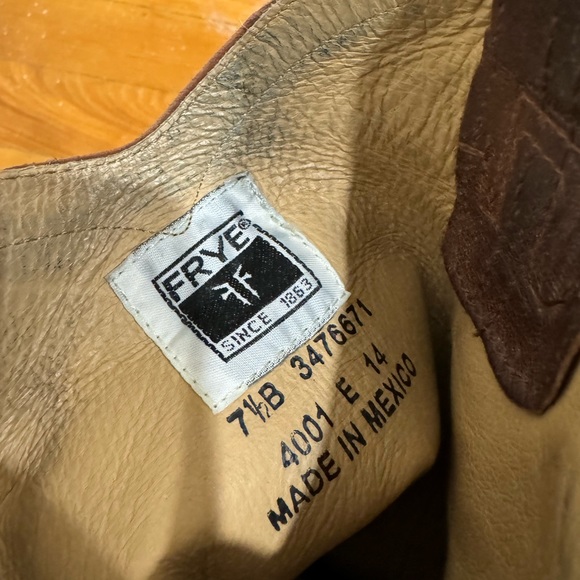 FRYE®
SINCE 1863
7½B 3476671
4001 E 14
MADE IN MEXICO